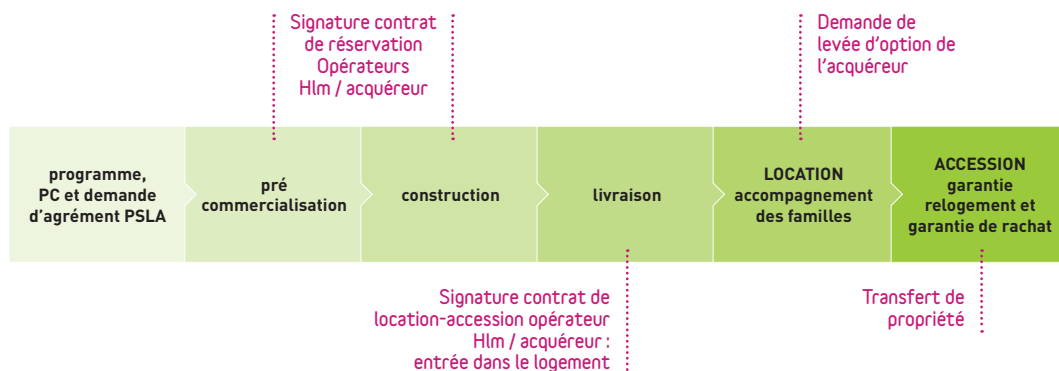 Signature contrat
de réservation
Opérateurs
Hlm / acquéreur
Demande de
levée d'option de
l'acquéreur
programme,
PC et demande
d'agrément PSLA
pré
commercialisation
construction
livraison
LOCATION
accompagnement
des familles
ACCESSION
garantie
relogement et
garantie de rachat
Signature contrat de
location-accession opérateur
Hlm / acquéreur :
entrée dans le logement
Transfert de
propriété